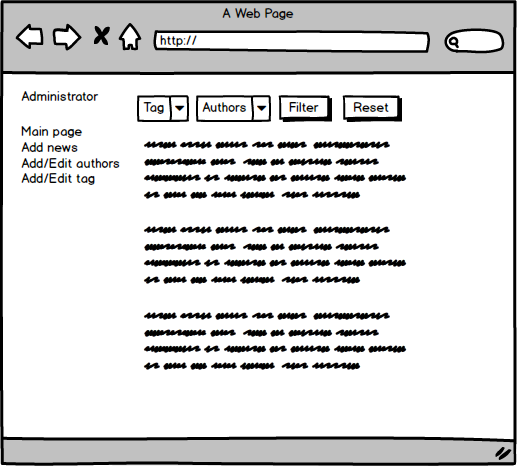 A Web Page
http://
Administrator
Tag Authors Filter Reset
Main page
Add news
Add/Edit authors
Add/Edit tag